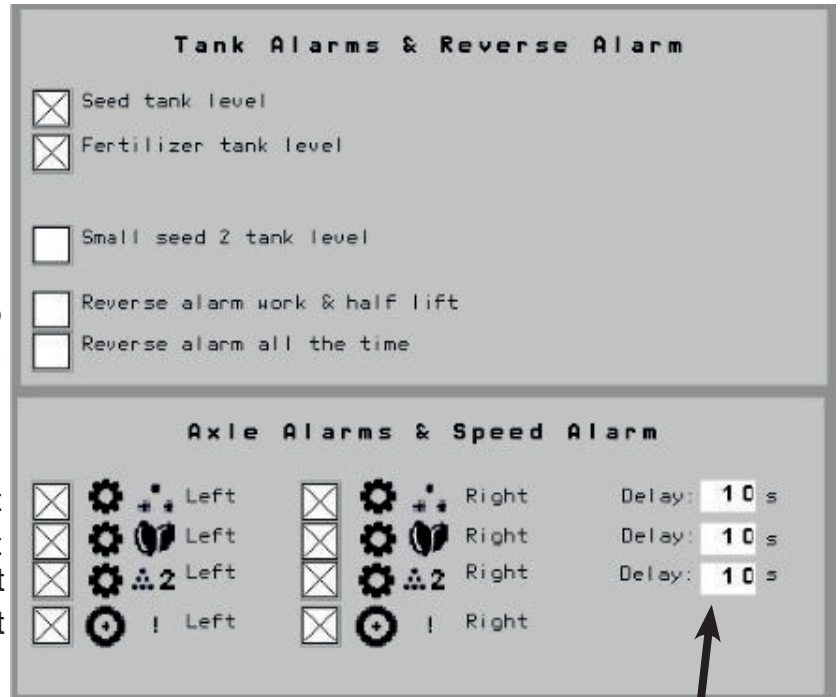 Tank Alarms & Reverse Alarm
Seed tank level
Fertilizer tank level
Small seed 2 tank level
Reverse alarm work & half lift
Reverse alarm all the time
Axle Alarms & Speed Alarm
Left Right Delay: 10 s
Left Right Delay: 10 s
2 Left 2 Right Delay: 10 s
! Left ! Right